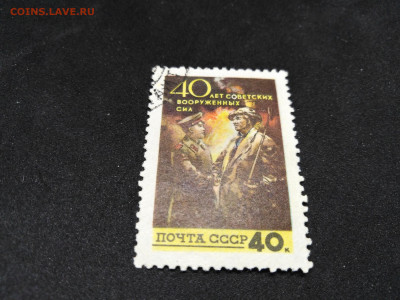 COINS.LAVE.RU
40 ЛЕТ СОВЕТСКИХ
ВООРУЖЕННЫХ
СИЛ
ПОЧТА СССР 40 К.